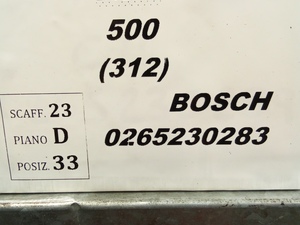 500
(312)
BOSCH
0265230283
SCAFF. 23
PIANO D
POSIZ. 33